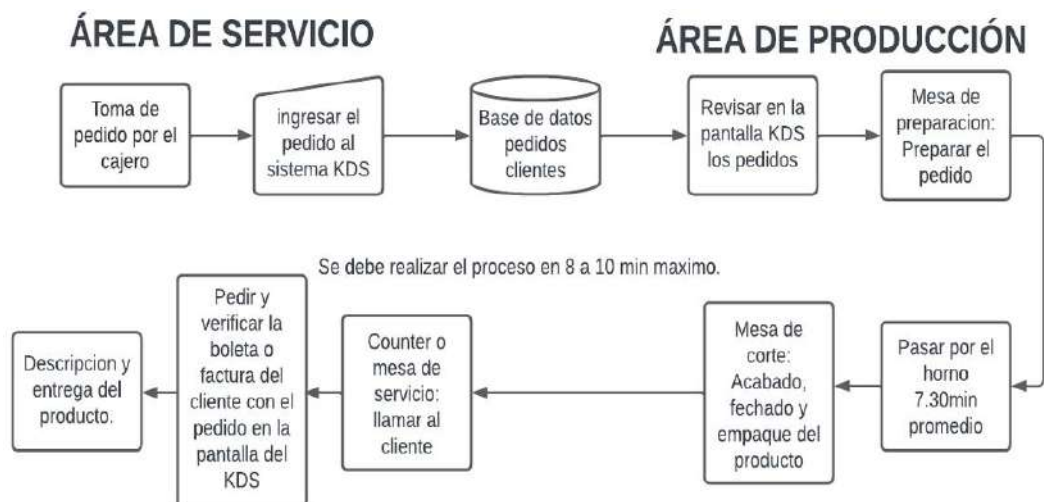 ÁREA DE SERVICIO
ÁREA DE PRODUCCIÓN
Toma de
pedido por el
cajero
ingresar el
pedido al
sistema KDS
Base de datos
pedidos
clientes
Revisar en la
pantalla KDS
los pedidos
Mesa de
preparacion:
Preparar el
pedido
Se debe realizar el proceso en 8 a 10 min maximo.
Pasar por el
horno
7.30min
promedio
Mesa de
corte:
Acabado,
fechado y
empaque del
producto
Counter o
mesa de
servicio:
llamar al
cliente
Pedir y
verificar la
boleta o
factura del
cliente con el
pedido en la
pantalla del
KDS
Descripcion y
entrega del
producto.